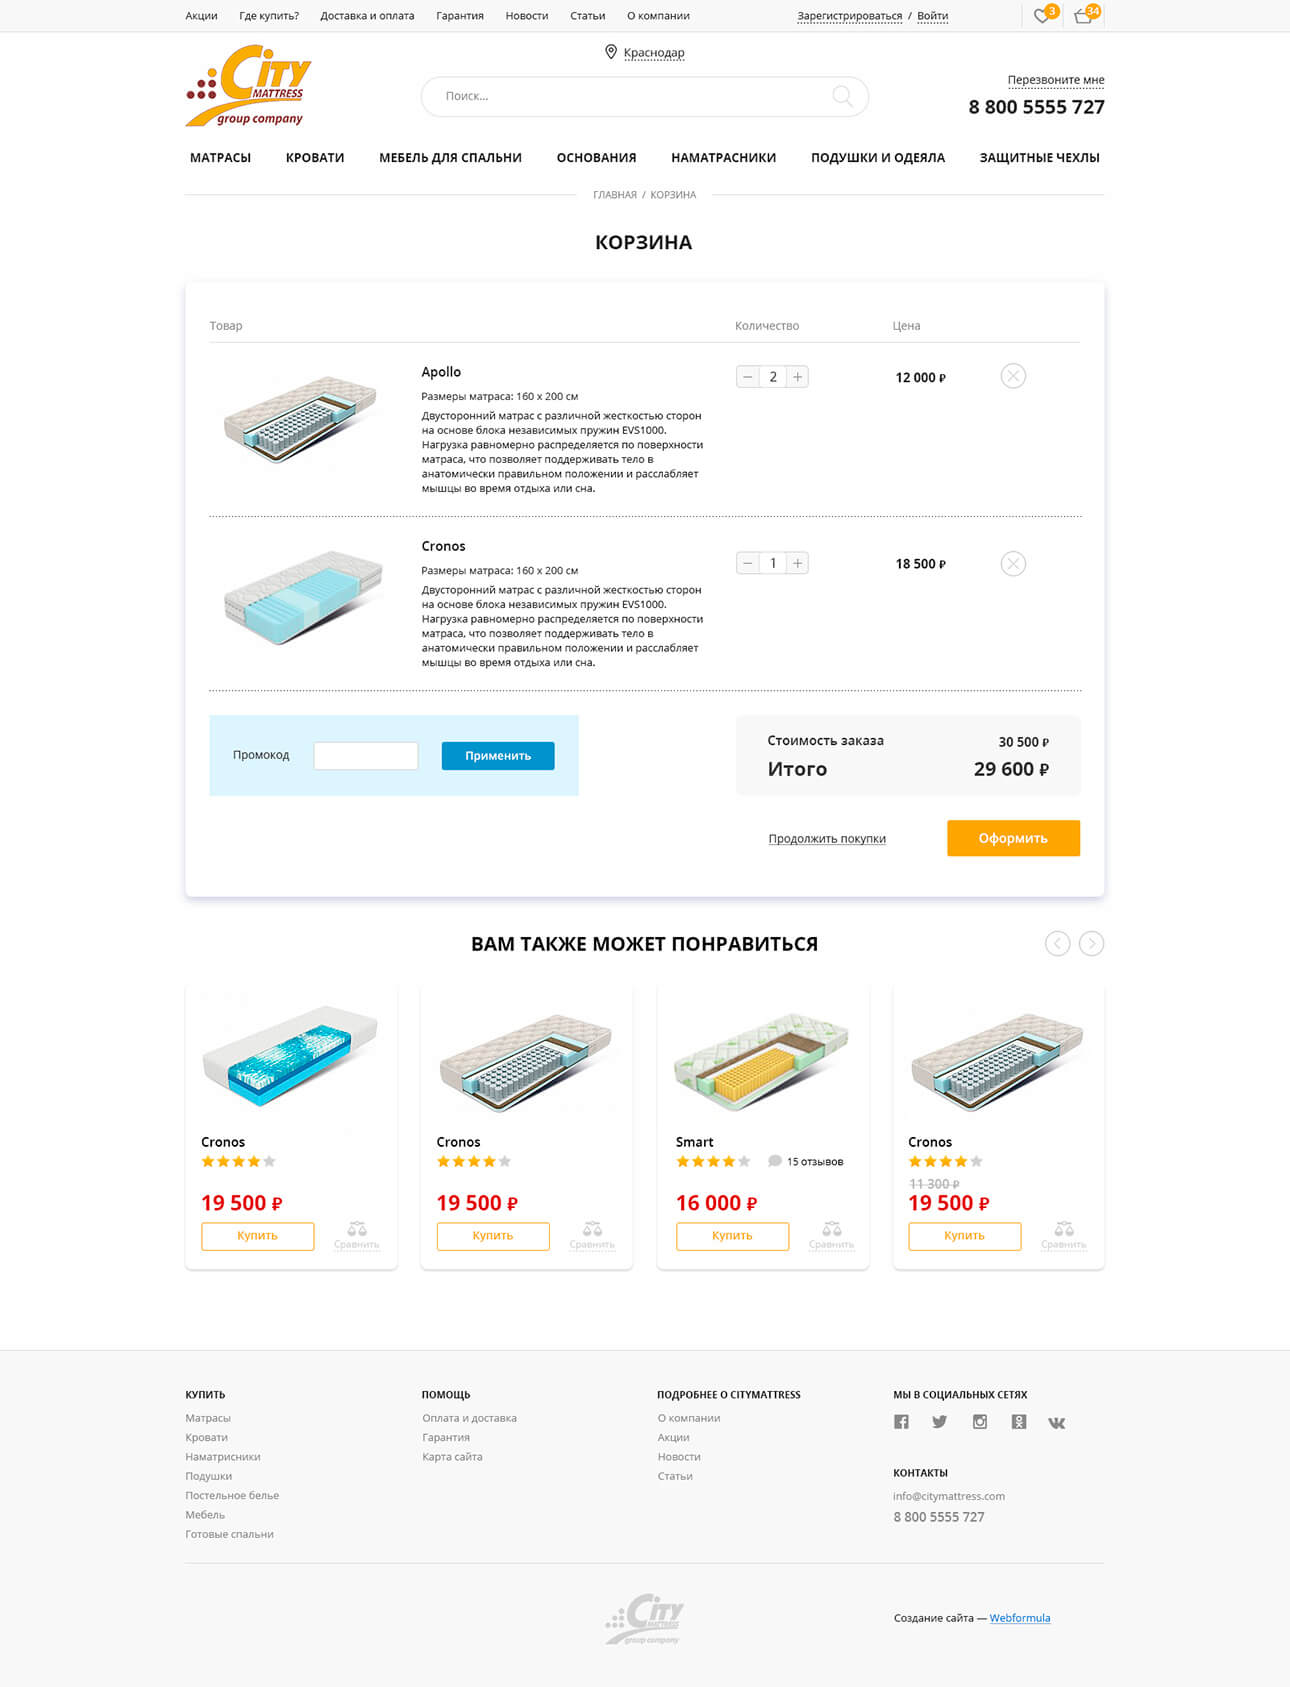 Акции Где купить? Доставка и оплата Гарантия Новости Статьи О компании Зарегистрироваться / Войти 3 34
Краснодар
CITY
MATTRESS
group company
Поиск...
Перезвоните мне
8 800 5555 727
МАТРАСЫ КРОВАТИ МЕБЕЛЬ ДЛЯ СПАЛЬНИ ОСНОВАНИЯ НАМАТРАСНИКИ ПОДУШКИ И ОДЕЯЛА ЗАЩИТНЫЕ ЧЕХЛЫ
ГЛАВНАЯ / КОРЗИНА
КОРЗИНА
Товар Количество Цена
Apollo
Размеры матраса: 160 x 200 см
Двусторонний матрас с различной жесткостью сторон
на основе блока независимых пружин EVS1000.
Нагрузка равномерно распределяется по поверхности
матраса, что позволяет поддерживать тело в
анатомически правильном положении и расслабляет
мышцы во время отдыха или сна.
− 2 +
12 000 ₽
Cronos
Размеры матраса: 160 x 200 см
Двусторонний матрас с различной жесткостью сторон
на основе блока независимых пружин EVS1000.
Нагрузка равномерно распределяется по поверхности
матраса, что позволяет поддерживать тело в
анатомически правильном положении и расслабляет
мышцы во время отдыха или сна.
− 1 +
18 500 ₽
Промокод Применить
Стоимость заказа 30 500 ₽
Итого 29 600 ₽
Продолжить покупки Оформить
ВАМ ТАКЖЕ МОЖЕТ ПОНРАВИТЬСЯ
Cronos
19 500 ₽
Купить Сравнить
Cronos
19 500 ₽
Купить Сравнить
Smart
15 отзывов
16 000 ₽
Купить Сравнить
Cronos
11 300 ₽
19 500 ₽
Купить Сравнить
КУПИТЬ
Матрасы
Кровати
Наматрисники
Подушки
Постельное белье
Мебель
Готовые спальни
ПОМОЩЬ
Оплата и доставка
Гарантия
Карта сайта
ПОДРОБНЕЕ О CITYMATTRESS
О компании
Акции
Новости
Статьи
МЫ В СОЦИАЛЬНЫХ СЕТЯХ
КОНТАКТЫ
info@citymattress.com
8 800 5555 727
CITY
MATTRESS
group company
Создание сайта — Webformula